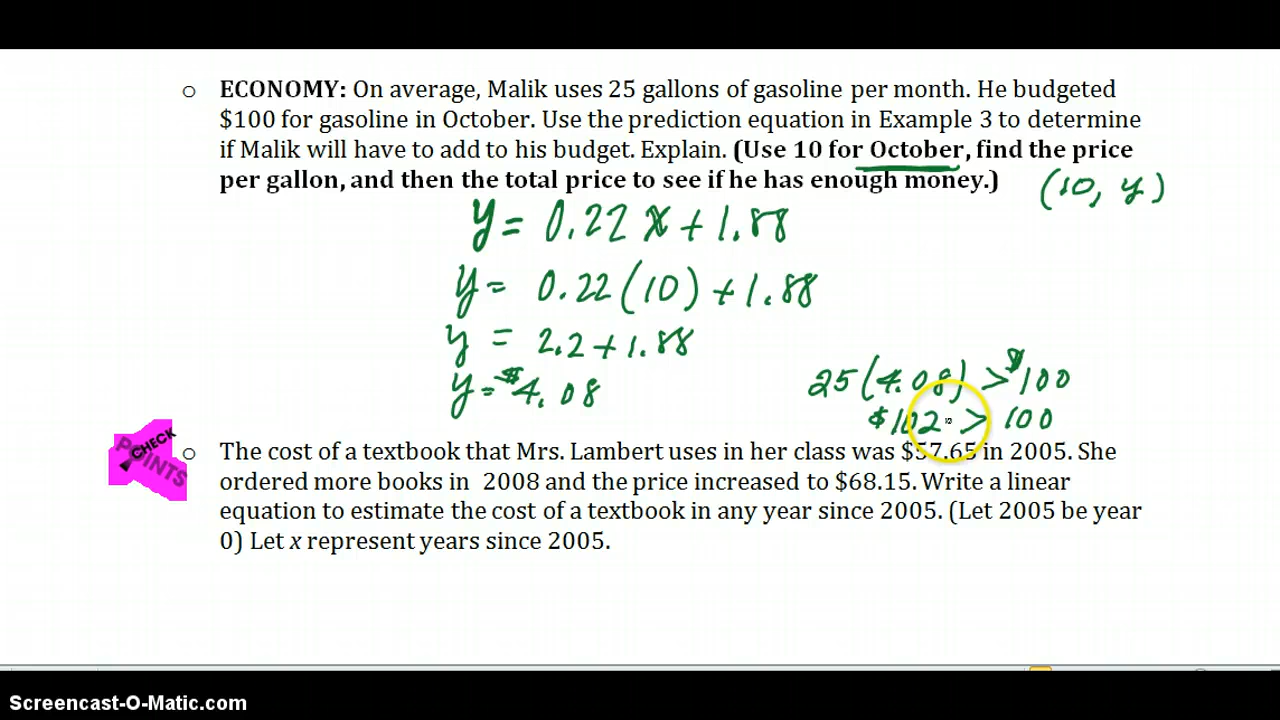 o ECONOMY: On average, Malik uses 25 gallons of gasoline per month. He budgeted
$100 for gasoline in October. Use the prediction equation in Example 3 to determine
if Malik will have to add to his budget. Explain. (Use 10 for October, find the price
per gallon, and then the total price to see if he has enough money.)
(10, y)
y = 0.22 x + 1.88
y = 0.22 (10) + 1.88
y = 2.2 + 1.88
y = $4.08
25 (4.08) > $100
$102 > 100
CHECK
POINTS
o The cost of a textbook that Mrs. Lambert uses in her class was $57.65 in 2005. She
ordered more books in 2008 and the price increased to $68.15. Write a linear
equation to estimate the cost of a textbook in any year since 2005. (Let 2005 be year
0) Let x represent years since 2005.
Screencast-O-Matic.com